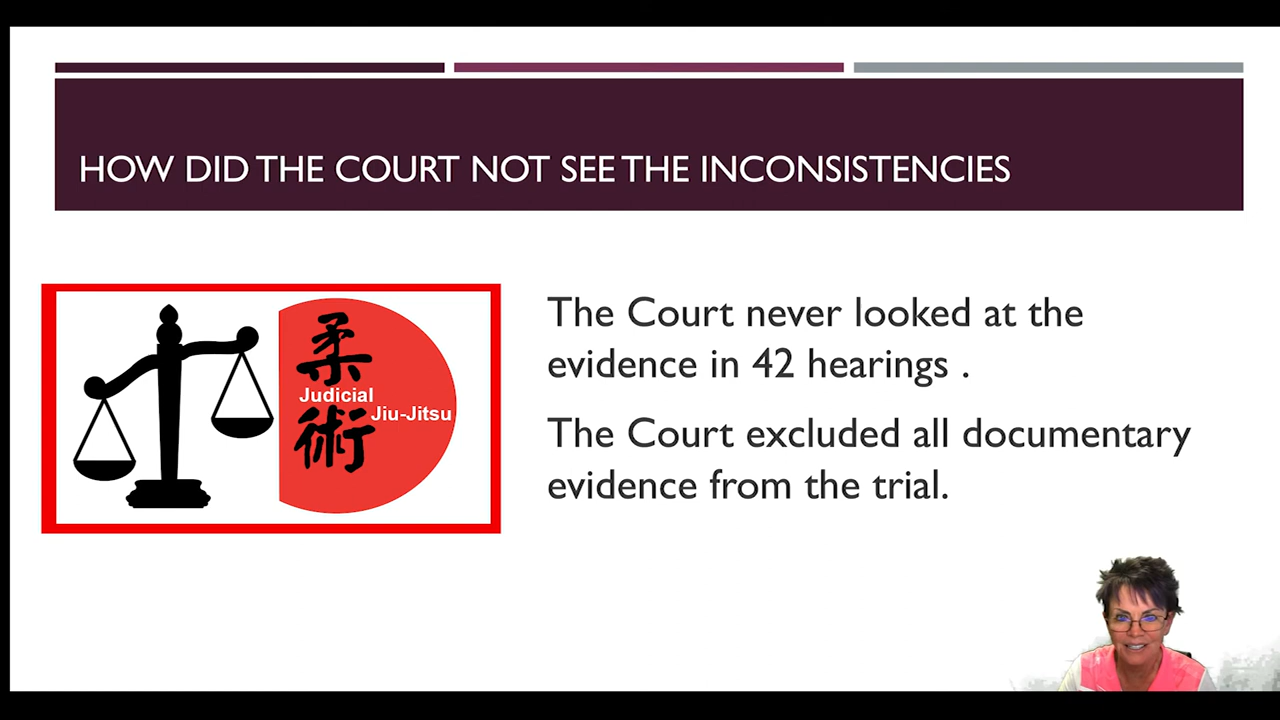 HOW DID THE COURT NOT SEE THE INCONSISTENCIES
柔
Judicial
Jiu-Jitsu
術
The Court never looked at the
evidence in 42 hearings .
The Court excluded all documentary
evidence from the trial.